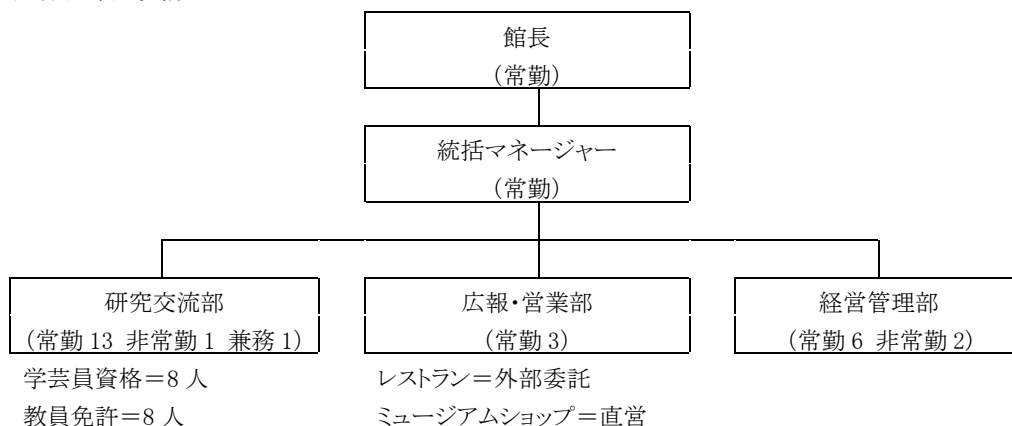 館長
(常勤)
統括マネージャー
(常勤)
研究交流部
(常勤 13 非常勤 1 兼務 1)
広報・営業部
(常勤 3)
経営管理部
(常勤 6 非常勤 2)
学芸員資格=8 人
教員免許=8 人
レストラン=外部委託
ミュージアムショップ=直営